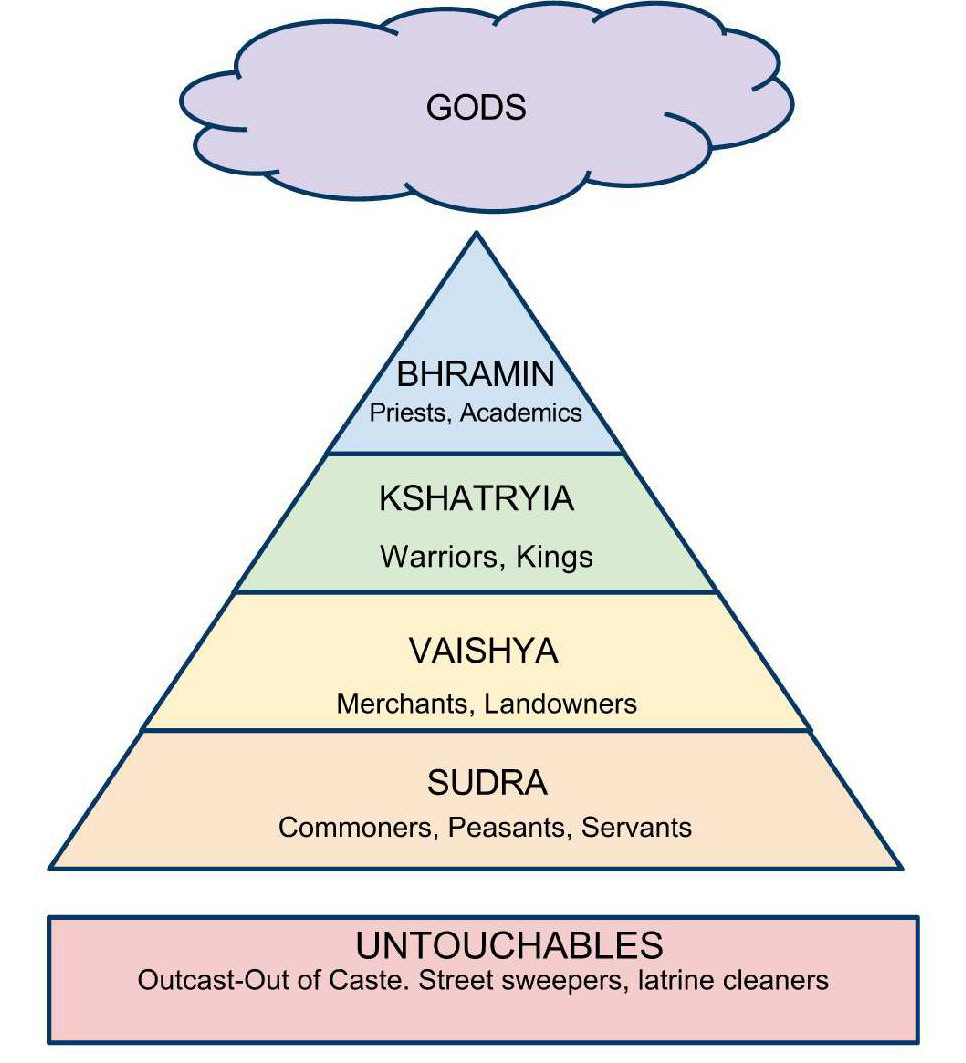 GODS
BHRAMIN
Priests, Academics
KSHATRYIA
Warriors, Kings
VAISHYA
Merchants, Landowners
SUDRA
Commoners, Peasants, Servants
UNTOUCHABLES
Outcast-Out of Caste. Street sweepers, latrine cleaners